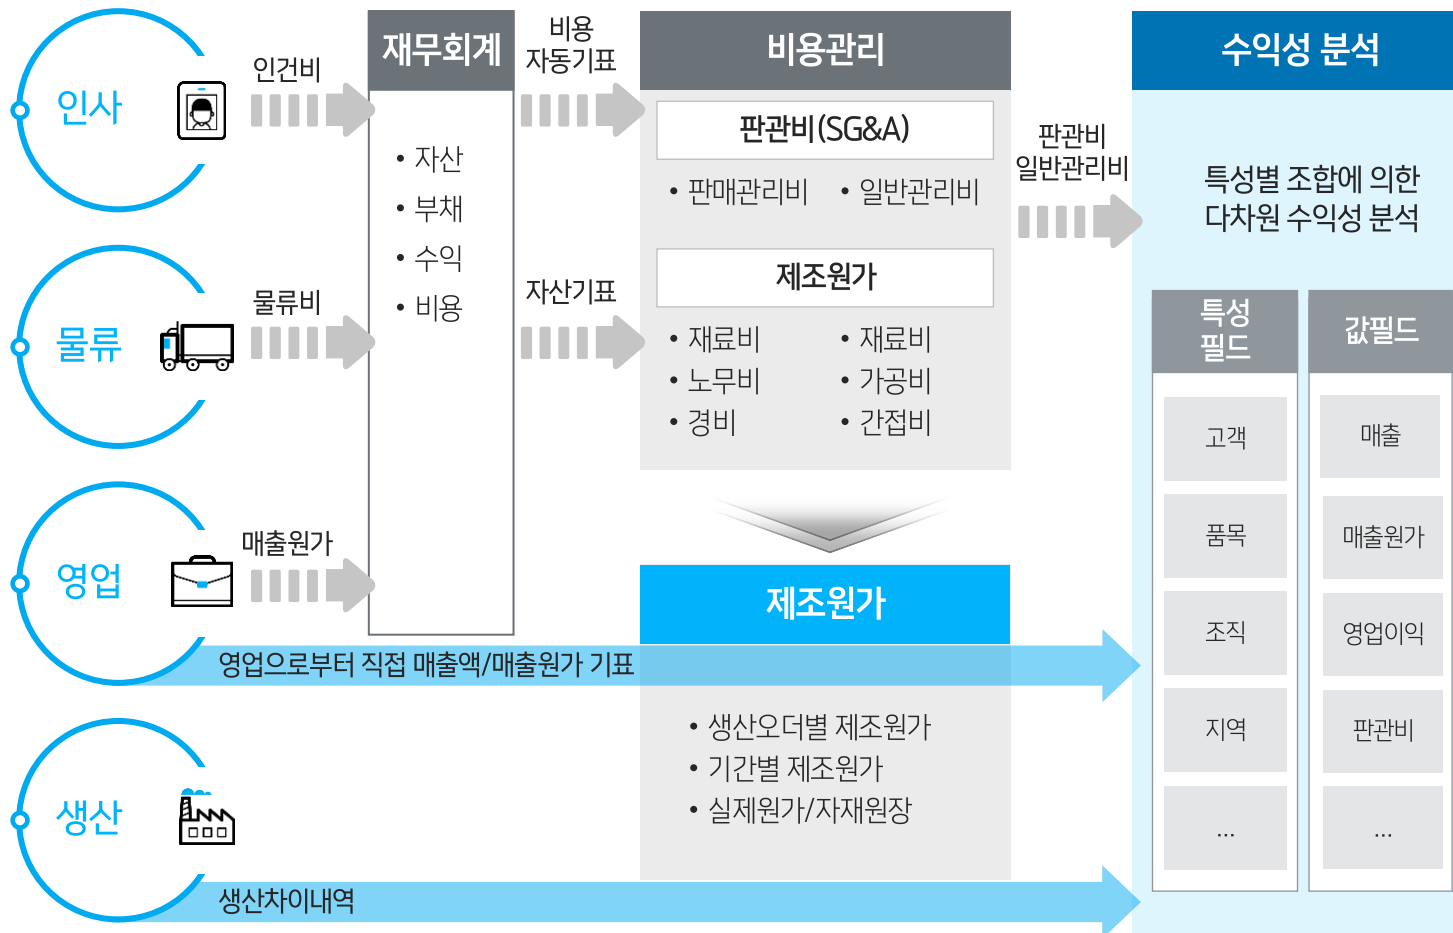 인사
인건비
물류
물류비
영업
매출원가
생산
재무회계
• 자산
• 부채
• 수익
• 비용
비용
자동기표
자산기표
비용관리
판관비(SG&A)
• 판매관리비
• 일반관리비
제조원가
• 재료비
• 노무비
• 경비
• 재료비
• 가공비
• 간접비
제조원가
• 생산오더별 제조원가
• 기간별 제조원가
• 실제원가/자재원장
영업으로부터 직접 매출액/매출원가 기표
생산차이내역
판관비
일반관리비
수익성 분석
특성별 조합에 의한
다차원 수익성 분석
특성
필드
고객
품목
조직
지역
...
값필드
매출
매출원가
영업이익
판관비
...